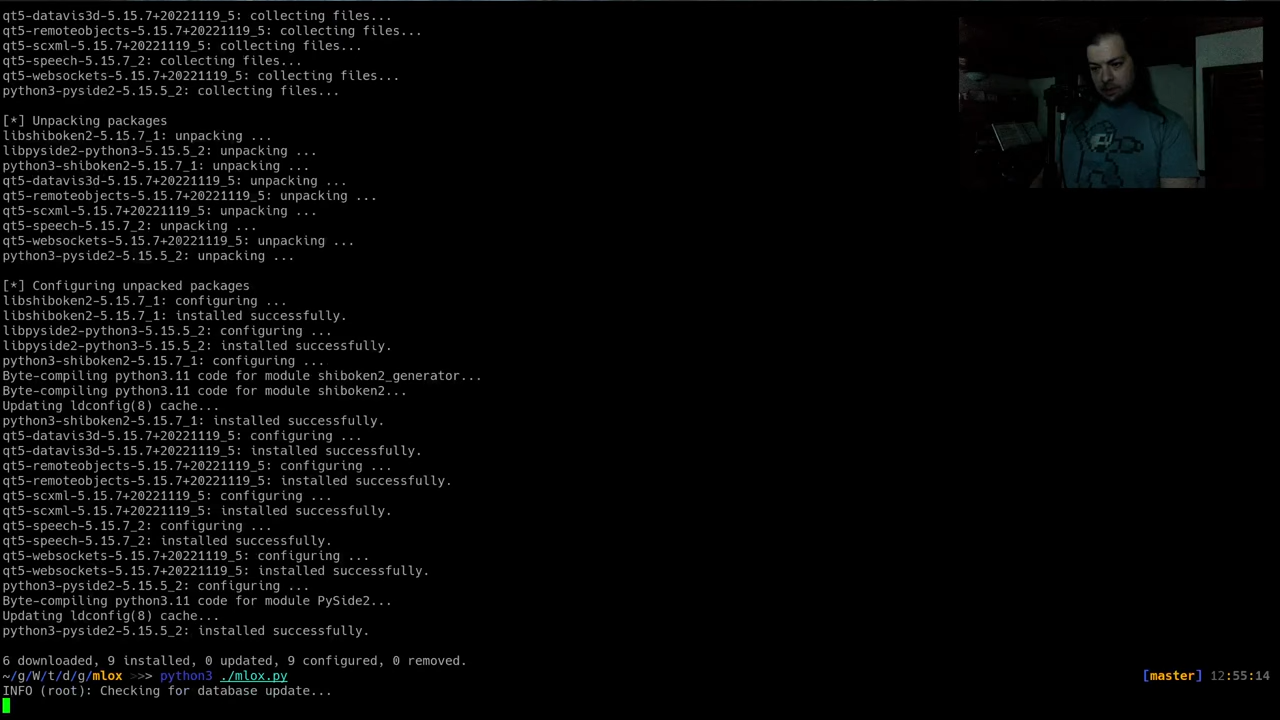 qt5-datavis3d-5.15.7+20221119_5: collecting files...
qt5-remoteobjects-5.15.7+20221119_5: collecting files...
qt5-scxml-5.15.7+20221119_5: collecting files...
qt5-speech-5.15.7_2: collecting files...
qt5-websockets-5.15.7+20221119_5: collecting files...
python3-pyside2-5.15.5_2: collecting files...
[*] Unpacking packages
libshiboken2-5.15.7_1: unpacking ...
libpyside2-python3-5.15.5_2: unpacking ...
python3-shiboken2-5.15.7_1: unpacking ...
qt5-datavis3d-5.15.7+20221119_5: unpacking ...
qt5-remoteobjects-5.15.7+20221119_5: unpacking ...
qt5-scxml-5.15.7+20221119_5: unpacking ...
qt5-speech-5.15.7_2: unpacking ...
qt5-websockets-5.15.7+20221119_5: unpacking ...
python3-pyside2-5.15.5_2: unpacking ...
[*] Configuring unpacked packages
libshiboken2-5.15.7_1: configuring ...
libshiboken2-5.15.7_1: installed successfully.
libpyside2-python3-5.15.5_2: configuring ...
libpyside2-python3-5.15.5_2: installed successfully.
python3-shiboken2-5.15.7_1: configuring ...
Byte-compiling python3.11 code for module shiboken2_generator...
Byte-compiling python3.11 code for module shiboken2...
Updating ldconfig(8) cache...
python3-shiboken2-5.15.7_1: installed successfully.
qt5-datavis3d-5.15.7+20221119_5: configuring ...
qt5-datavis3d-5.15.7+20221119_5: installed successfully.
qt5-remoteobjects-5.15.7+20221119_5: configuring ...
qt5-remoteobjects-5.15.7+20221119_5: installed successfully.
qt5-scxml-5.15.7+20221119_5: configuring ...
qt5-scxml-5.15.7+20221119_5: installed successfully.
qt5-speech-5.15.7_2: configuring ...
qt5-speech-5.15.7_2: installed successfully.
qt5-websockets-5.15.7+20221119_5: configuring ...
qt5-websockets-5.15.7+20221119_5: installed successfully.
python3-pyside2-5.15.5_2: configuring ...
Byte-compiling python3.11 code for module PySide2...
Updating ldconfig(8) cache...
python3-pyside2-5.15.5_2: installed successfully.
6 downloaded, 9 installed, 0 updated, 9 configured, 0 removed.
~/g/W/t/d/g/mlox >>> python3 ./mlox.py [master] 12:55:14
INFO (root): Checking for database update...